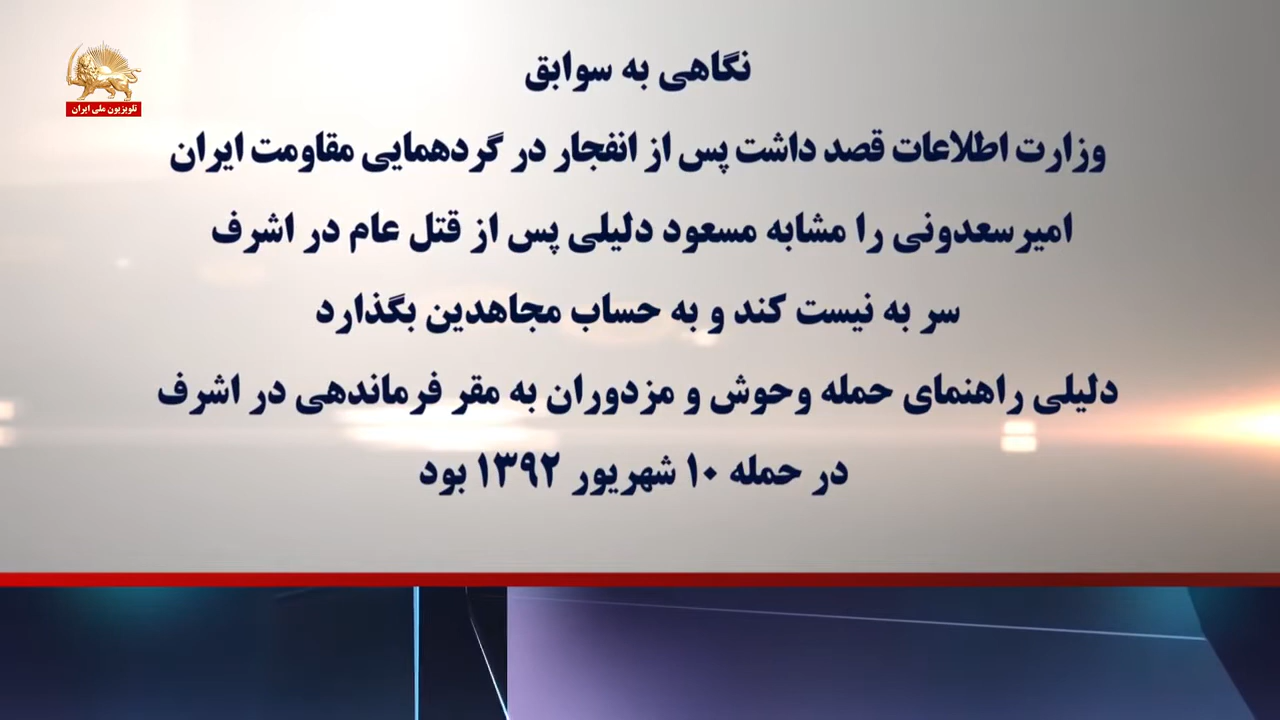 تلویزیون ملی ایران
نگاهی به سوابق
وزارت اطلاعات قصد داشت پس از انفجار در گردهمایی مقاومت ایران
امیرسعدونی را مشابه مسعود دلیلی پس از قتل عام در اشرف
سر به نیست کند و به حساب مجاهدین بگذارد
دلیلی راهنمای حمله وحوش و مزدوران به مقر فرماندهی در اشرف
در حمله ۱۰ شهریور ۱۳۹۲ بود